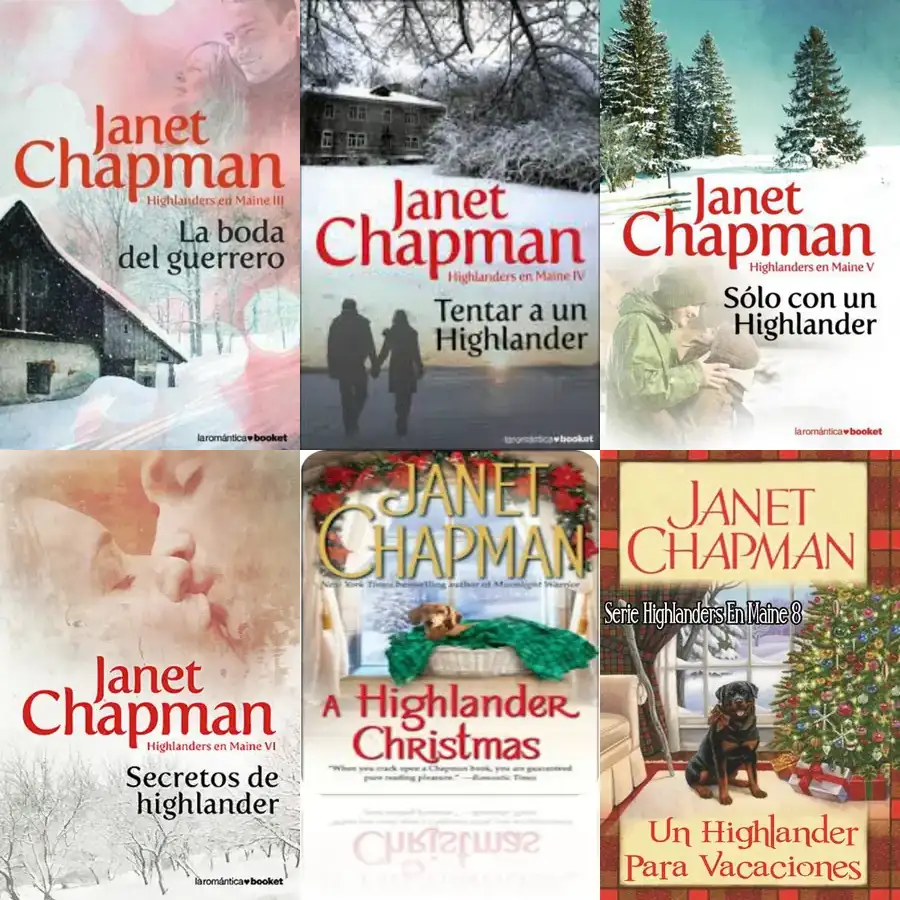 Janet
Chapman
Highlanders en Maine III
La boda
del guerrero
laromántica♥booket
Janet
Chapman
Highlanders en Maine IV
Tentar a un
Highlander
laromántica♥booket
Janet
Chapman
Highlanders en Maine V
Sólo con un
Highlander
laromántica♥booket
Janet
Chapman
Highlanders en Maine VI
Secretos de
highlander
laromántica♥booket
JANET
CHAPMAN
New York Times bestselling author of Moonlight Warrior
A Highlander
Christmas
"When you crack open a Chapman book, you are guaranteed
pure reading pleasure." —Romantic Times
Christmas
JANET
CHAPMAN
Serie Highlanders En Maine 8
Un Highlander
Para Vacaciones